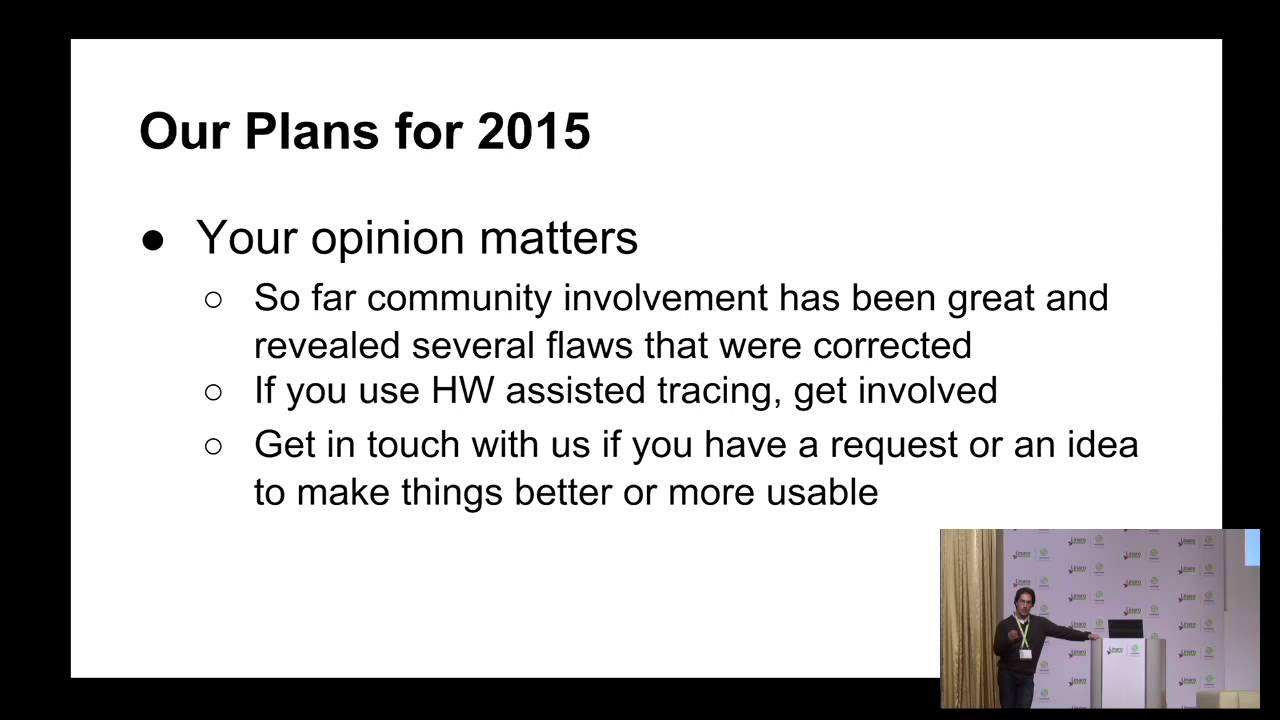 Our Plans for 2015
● Your opinion matters
○ So far community involvement has been great and
revealed several flaws that were corrected
○ If you use HW assisted tracing, get involved
○ Get in touch with us if you have a request or an idea
to make things better or more usable
Linaro